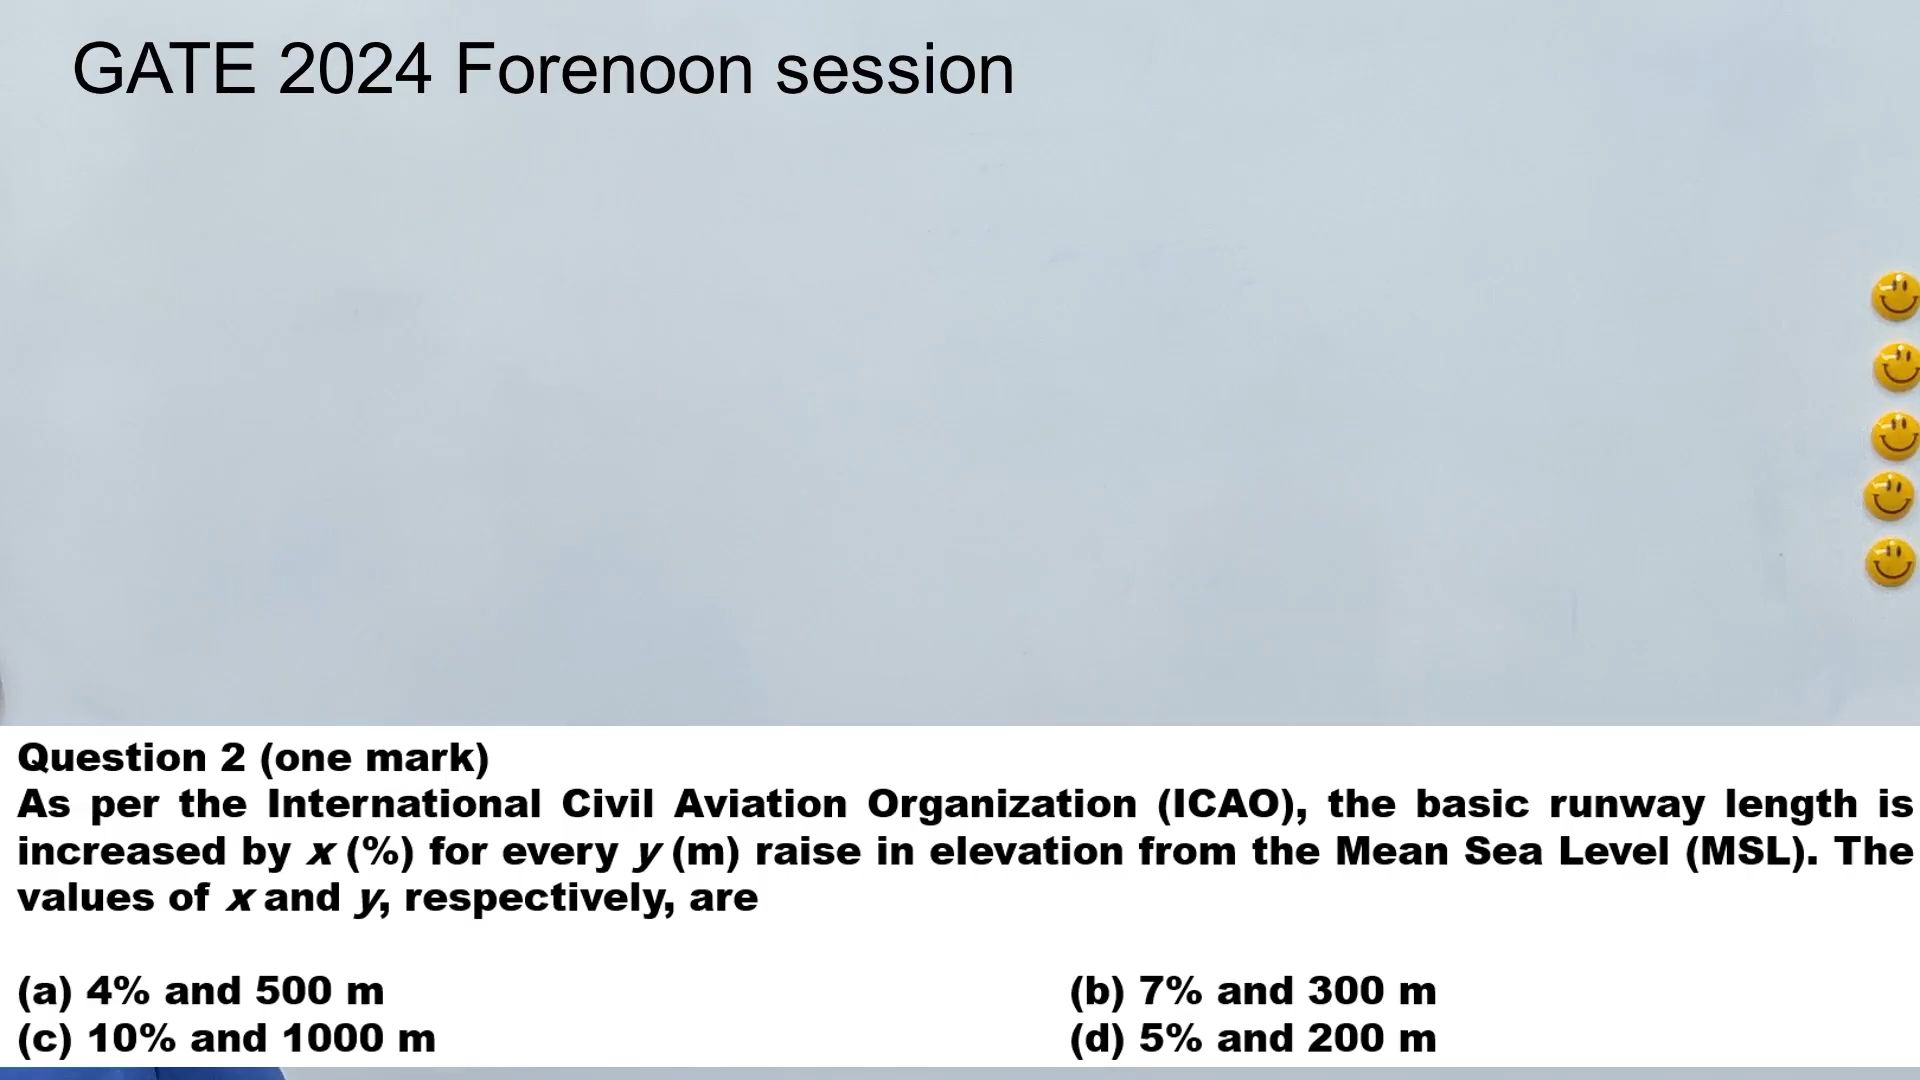 GATE 2024 Forenoon session
Question 2 (one mark)
As per the International Civil Aviation Organization (ICAO), the basic runway length is
increased by x (%) for every y (m) raise in elevation from the Mean Sea Level (MSL). The
values of x and y, respectively, are
(a) 4% and 500 m (b) 7% and 300 m
(c) 10% and 1000 m (d) 5% and 200 m